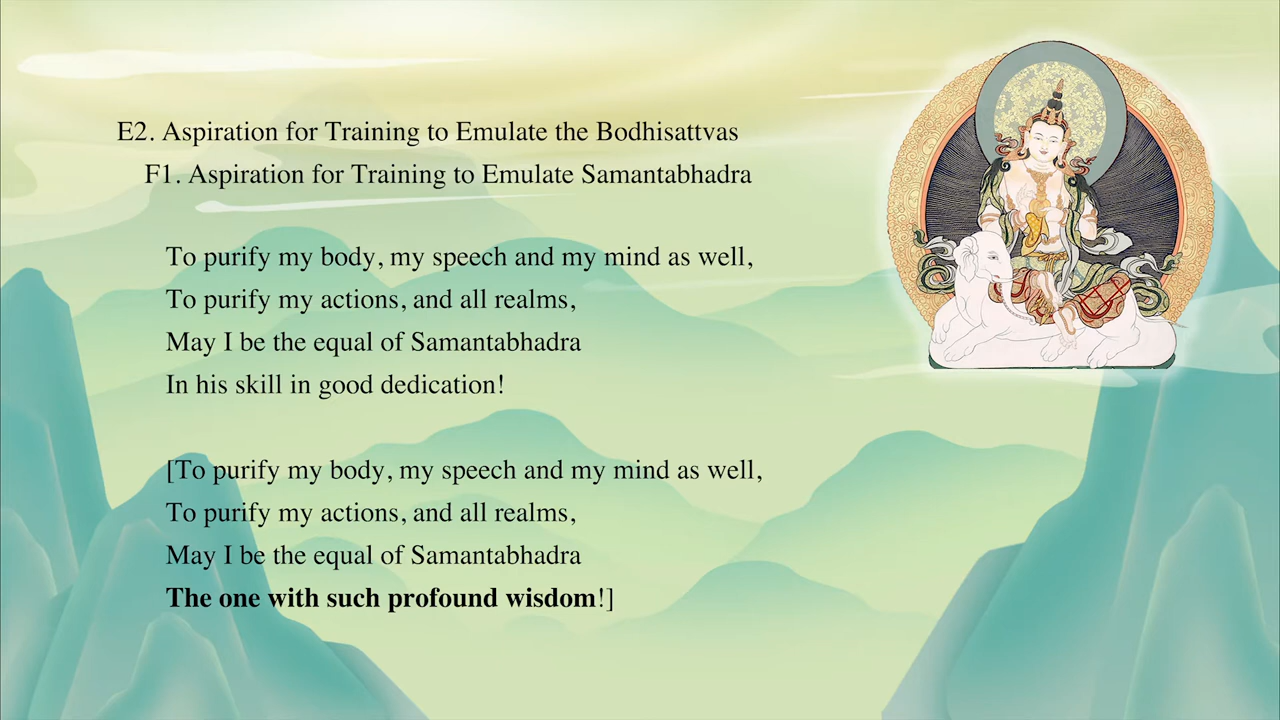 E2. Aspiration for Training to Emulate the Bodhisattvas
F1. Aspiration for Training to Emulate Samantabhadra
To purify my body, my speech and my mind as well,
To purify my actions, and all realms,
May I be the equal of Samantabhadra
In his skill in good dedication!
[To purify my body, my speech and my mind as well,
To purify my actions, and all realms,
May I be the equal of Samantabhadra
The one with such profound wisdom!]